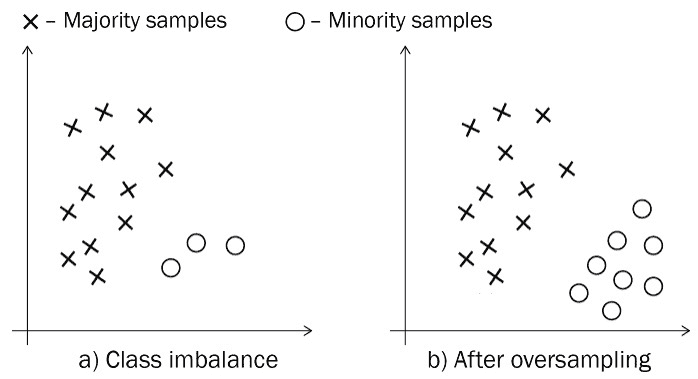 – Majority samples – Minority samples
a) Class imbalance b) After oversampling